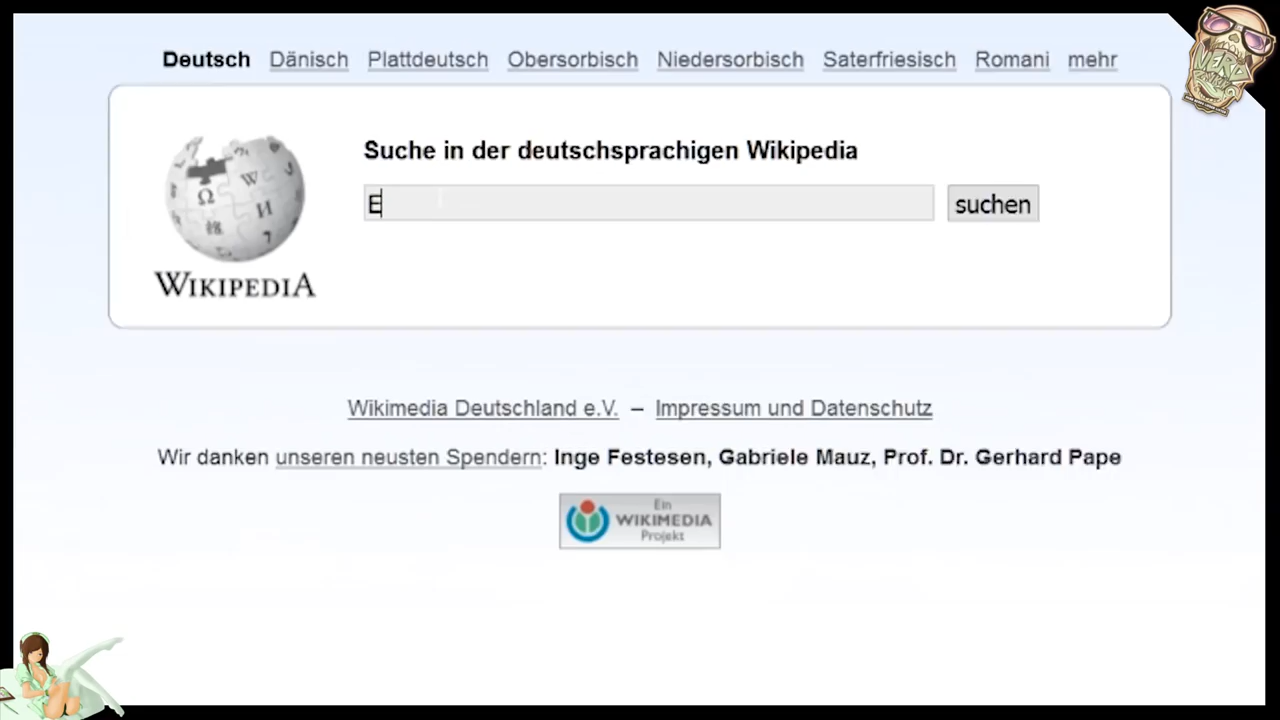 Deutsch Dänisch Plattdeutsch Obersorbisch Niedersorbisch Saterfriesisch Romani mehr
Suche in der deutschsprachigen Wikipedia
E suchen
WIKIPEDIA
Ω W И 7
Wikimedia Deutschland e.V. – Impressum und Datenschutz
Wir danken unseren neusten Spendern: Inge Festesen, Gabriele Mauz, Prof. Dr. Gerhard Pape
Ein
WIKIMEDIA
Projekt